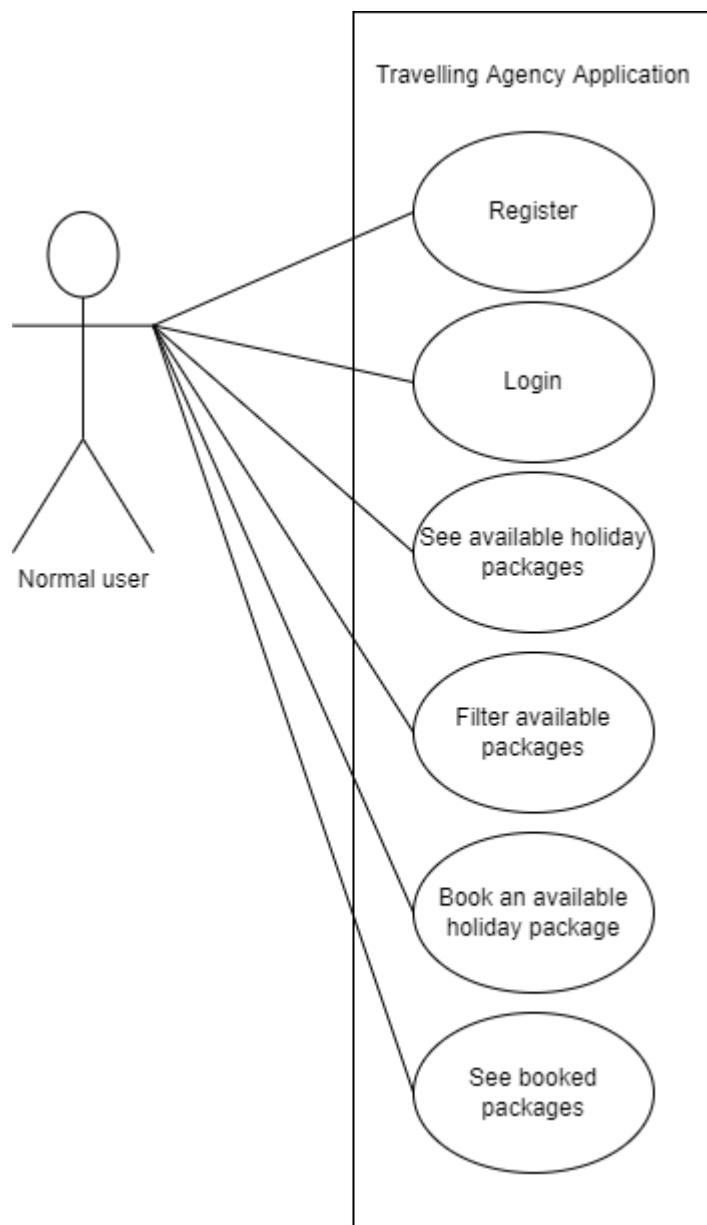 Travelling Agency Application
Register
Login
See available holiday
packages
Normal user
Filter available
packages
Book an available
holiday package
See booked
packages